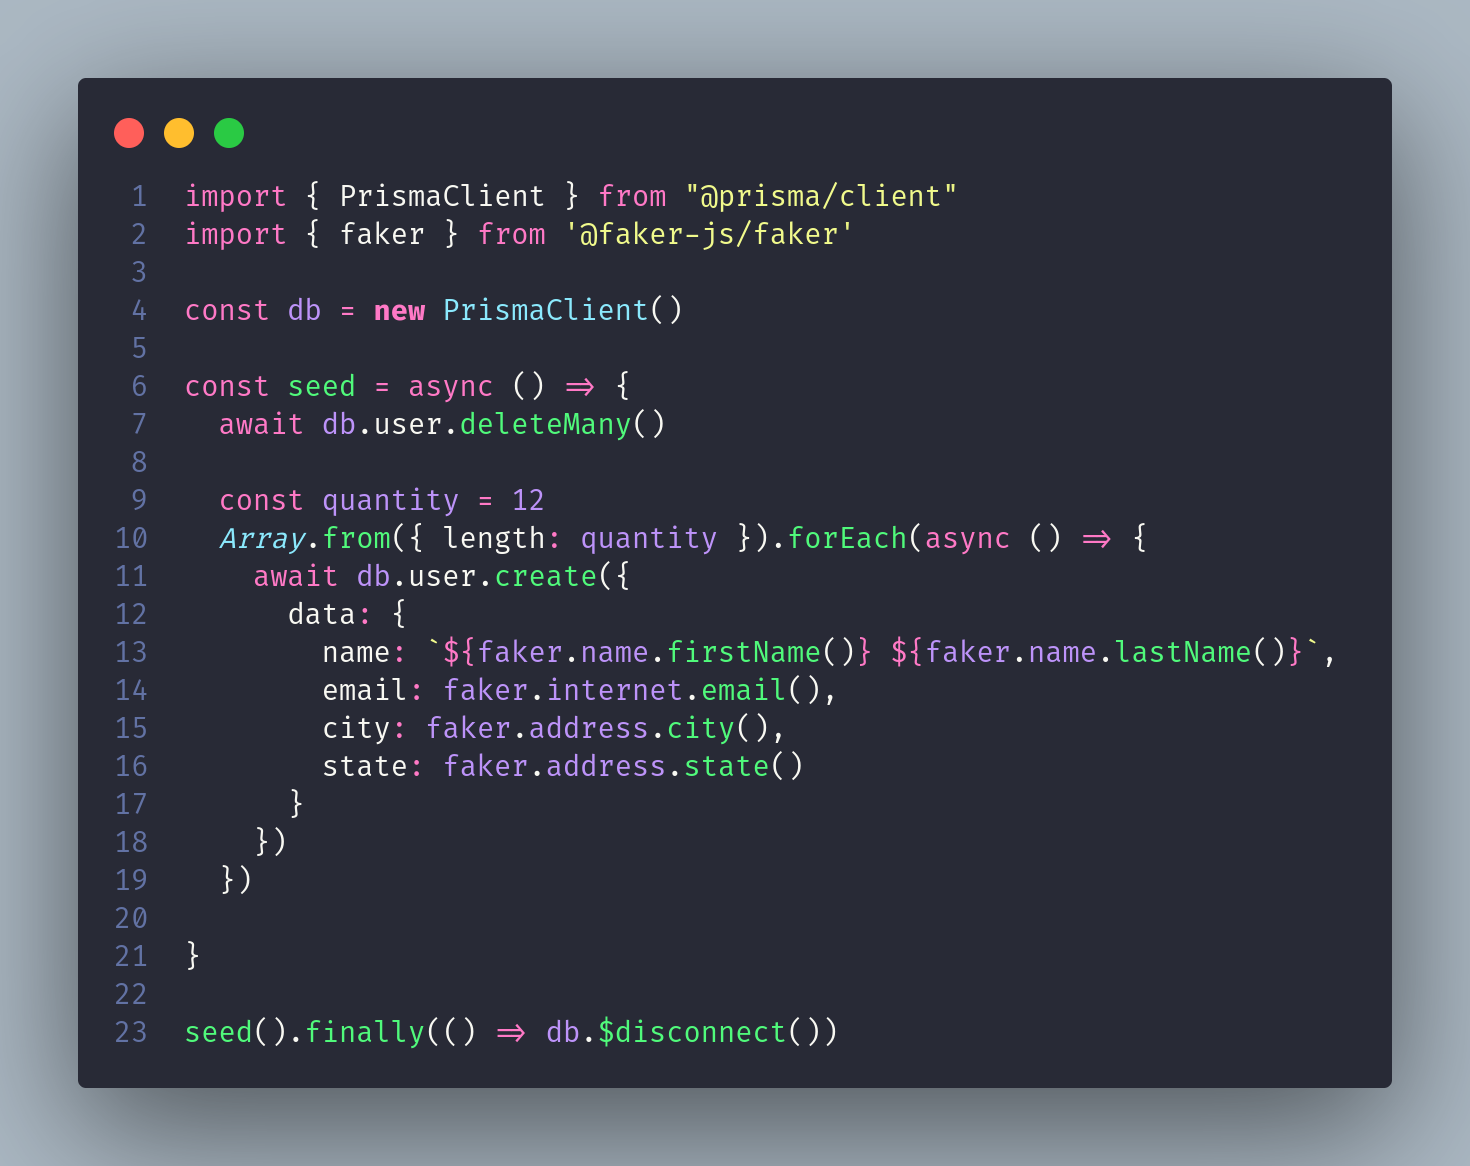 1 import { PrismaClient } from "@prisma/client"
2 import { faker } from '@faker-js/faker'
3
4 const db = new PrismaClient()
5
6 const seed = async () => {
7   await db.user.deleteMany()
8
9   const quantity = 12
10   Array.from({ length: quantity }).forEach(async () => {
11     await db.user.create({
12       data: {
13         name: `${faker.name.firstName()} ${faker.name.lastName()}`,
14         email: faker.internet.email(),
15         city: faker.address.city(),
16         state: faker.address.state()
17       }
18     })
19   })
20
21 }
22
23 seed().finally(() => db.$disconnect())